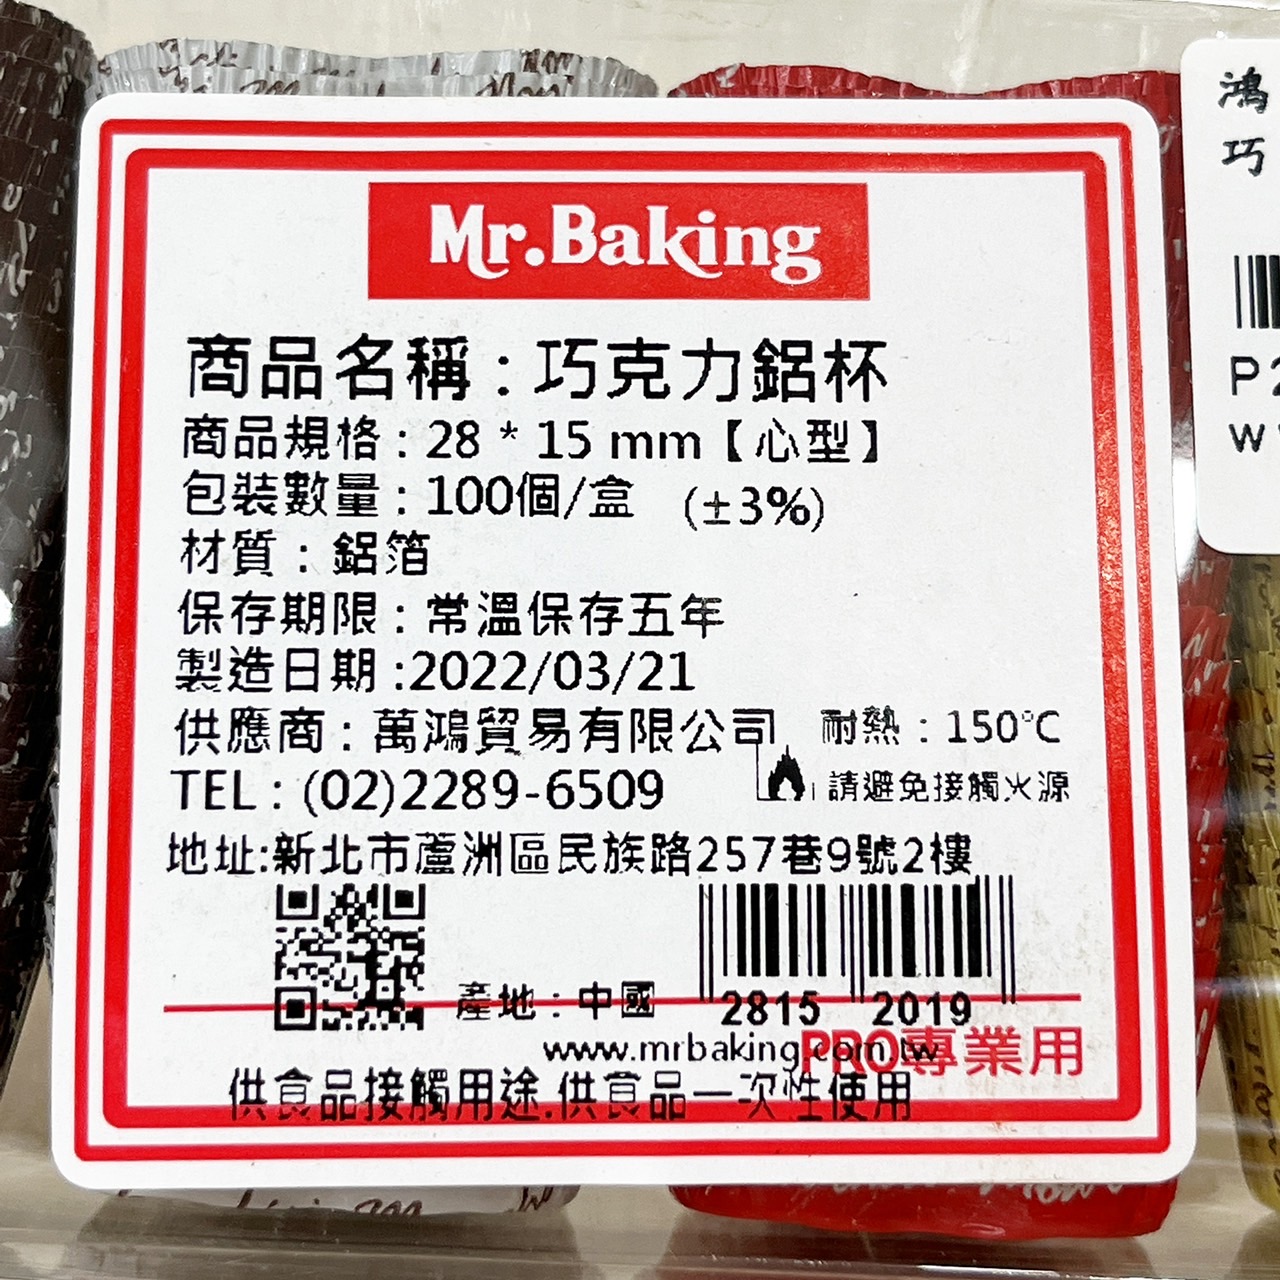 Mr.Baking
商品名稱：巧克力鋁杯
商品規格：28 * 15 mm【心型】
包裝數量：100個/盒 (±3%)
材質：鋁箔
保存期限：常溫保存五年
製造日期:2022/03/21
供應商：萬鴻貿易有限公司 耐熱：150°C
TEL：(02)2289-6509 請避免接觸火源
地址:新北市蘆洲區民族路257巷9號2樓
產地：中國 2815 2019
www.mrbaking.com.tw
PRO專業用
供食品接觸用途.供食品一次性使用
鴻
巧